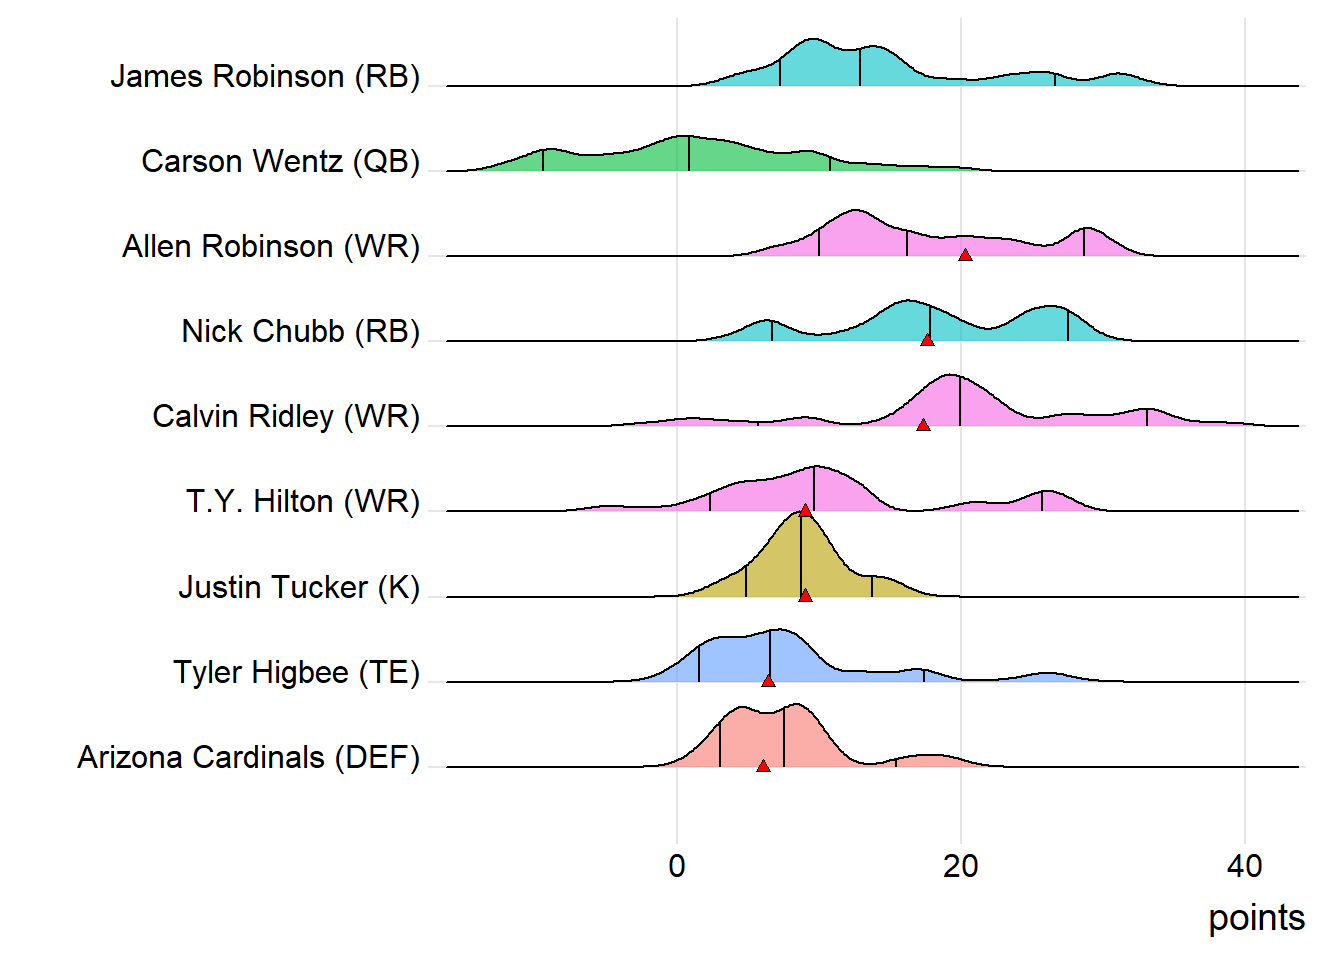 James Robinson (RB)
Carson Wentz (QB)
Allen Robinson (WR)
Nick Chubb (RB)
Calvin Ridley (WR)
T.Y. Hilton (WR)
Justin Tucker (K)
Tyler Higbee (TE)
Arizona Cardinals (DEF)
0 20 40
points